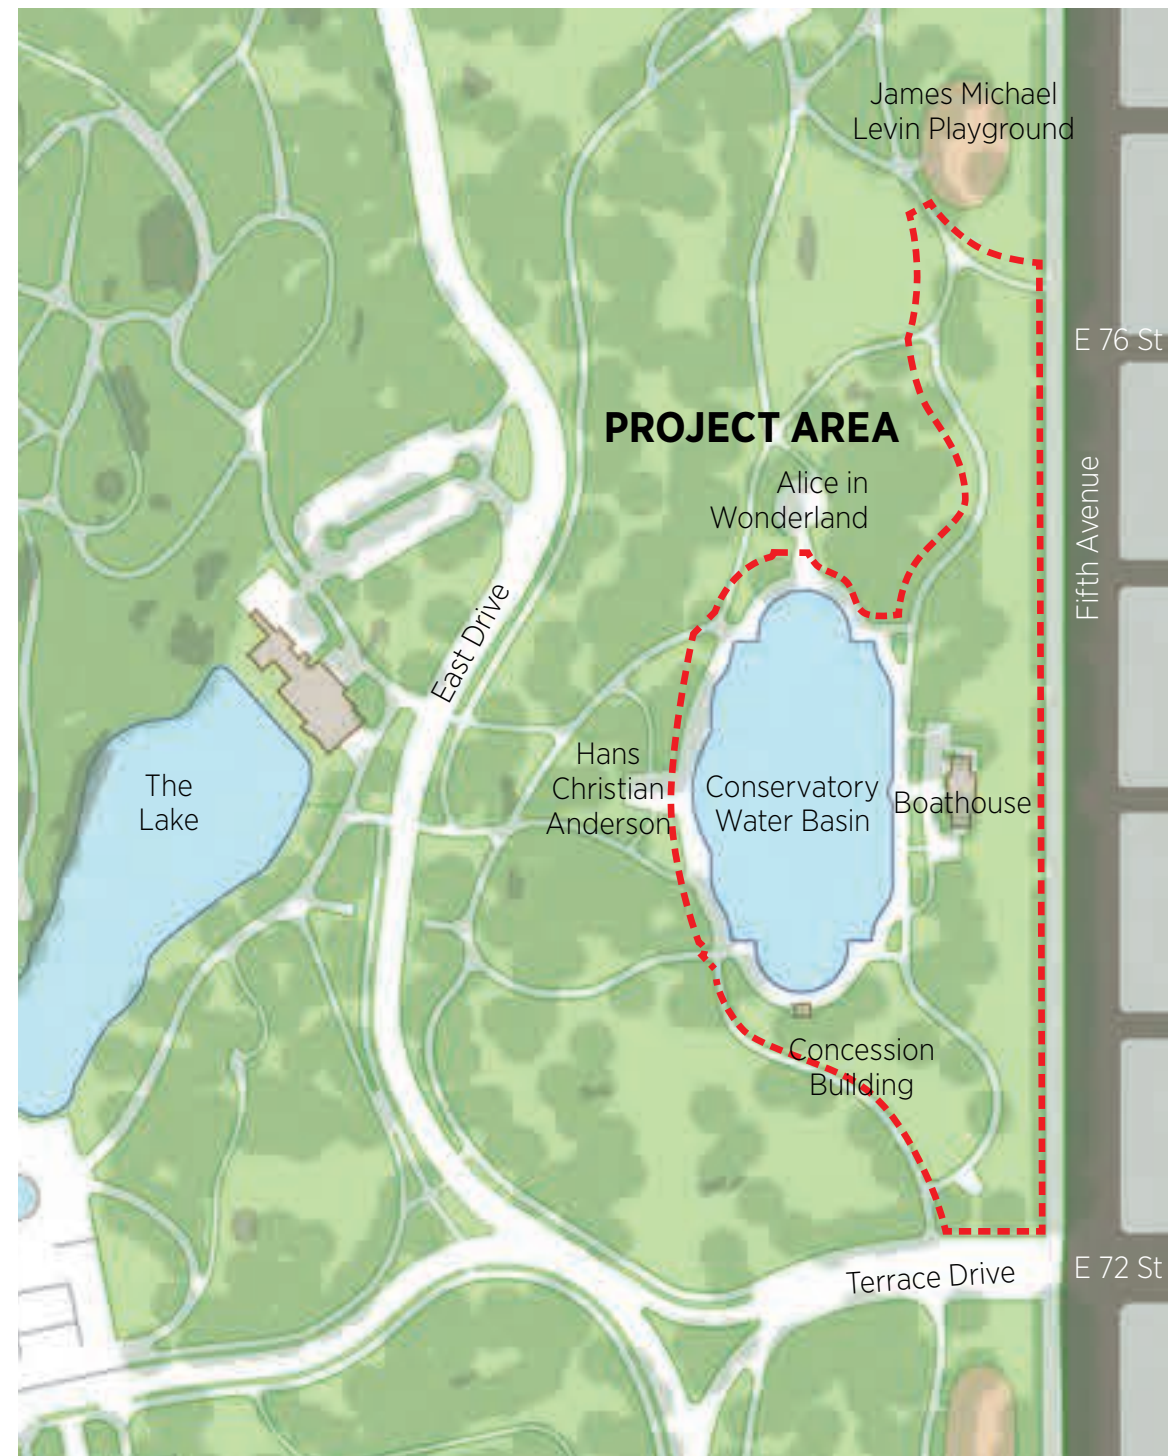 James Michael
Levin Playground
E 76 St
PROJECT AREA
Alice in
Wonderland
Fifth Avenue
East Drive
Hans
Christian
Anderson
Conservatory
Water Basin
Boathouse
The
Lake
Concession
Building
Terrace Drive
E 72 St